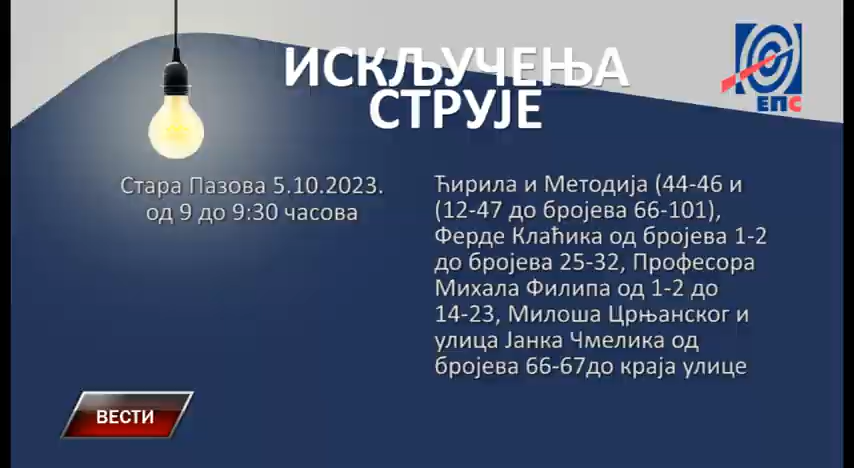 ИСКЉУЧЕЊА
СТРУЈЕ
ЕПС
Стара Пазова 5.10.2023.
од 9 до 9:30 часова
Ћирила и Методија (44-46 и
(12-47 до бројева 66-101),
Ферде Клаћика од бројева 1-2
до бројева 25-32, Професора
Михала Филипа од 1-2 до
14-23, Милоша Црњанског и
улица Јанка Чмелика од
бројева 66-67до краја улице
ВЕСТИ